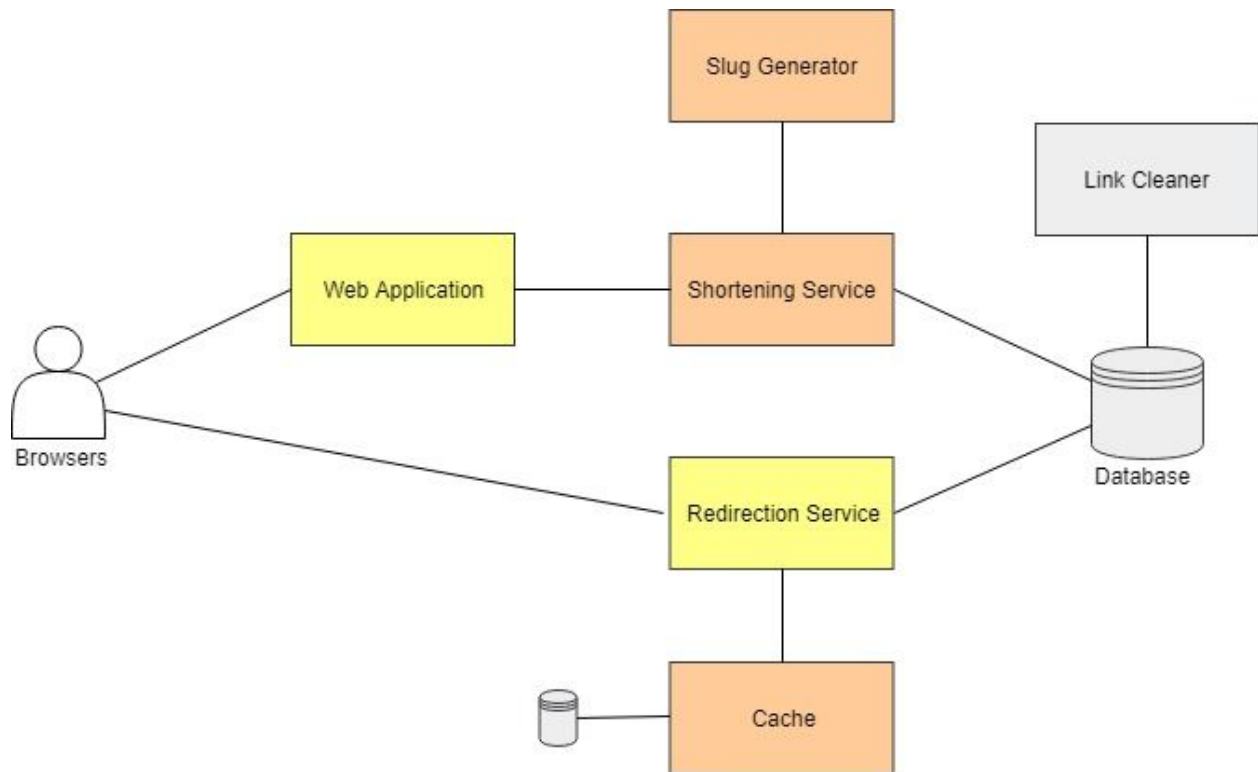 Slug Generator
Link Cleaner
Web Application
Shortening Service
Browsers
Database
Redirection Service
Cache